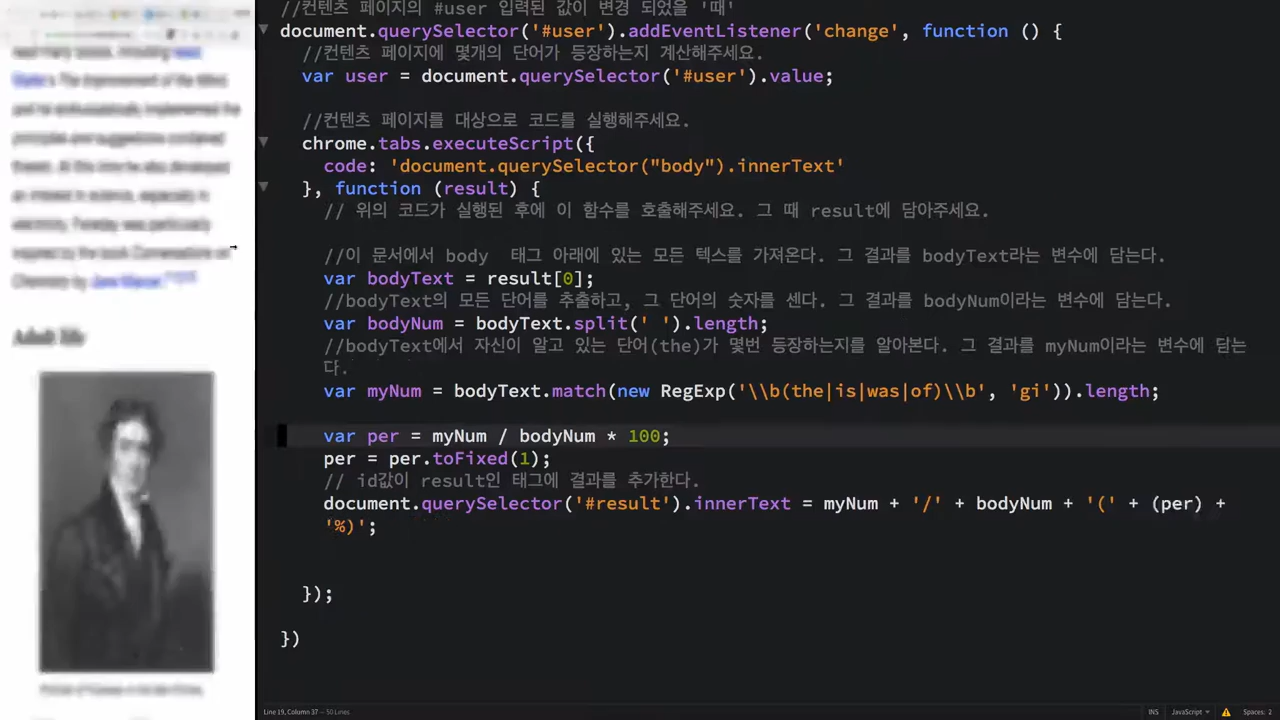 //컨텐츠 페이지의 #user 입력된 값이 변경 되었을 '때'
document.querySelector('#user').addEventListener('change', function () {
//컨텐츠 페이지에 몇개의 단어가 등장하는지 계산해주세요.
var user = document.querySelector('#user').value;
//컨텐츠 페이지를 대상으로 코드를 실행해주세요.
chrome.tabs.executeScript({
code: 'document.querySelector("body").innerText'
}, function (result) {
// 위의 코드가 실행된 후에 이 함수를 호출해주세요. 그 때 result에 담아주세요.
//이 문서에서 body 태그 아래에 있는 모든 텍스를 가져온다. 그 결과를 bodyText라는 변수에 담는다.
var bodyText = result[0];
//bodyText의 모든 단어를 추출하고, 그 단어의 숫자를 센다. 그 결과를 bodyNum이라는 변수에 담는다.
var bodyNum = bodyText.split(' ').length;
//bodyText에서 자신이 알고 있는 단어(the)가 몇번 등장하는지를 알아본다. 그 결과를 myNum이라는 변수에 담는
다.
var myNum = bodyText.match(new RegExp('\\b(the|is|was|of)\\b', 'gi')).length;
var per = myNum / bodyNum * 100;
per = per.toFixed(1);
// id값이 result인 태그에 결과를 추가한다.
document.querySelector('#result').innerText = myNum + '/' + bodyNum + '(' + (per) +
'%)';
});
})
Line 19, Column 37 — 50 Lines
INS JavaScript Spaces: 2